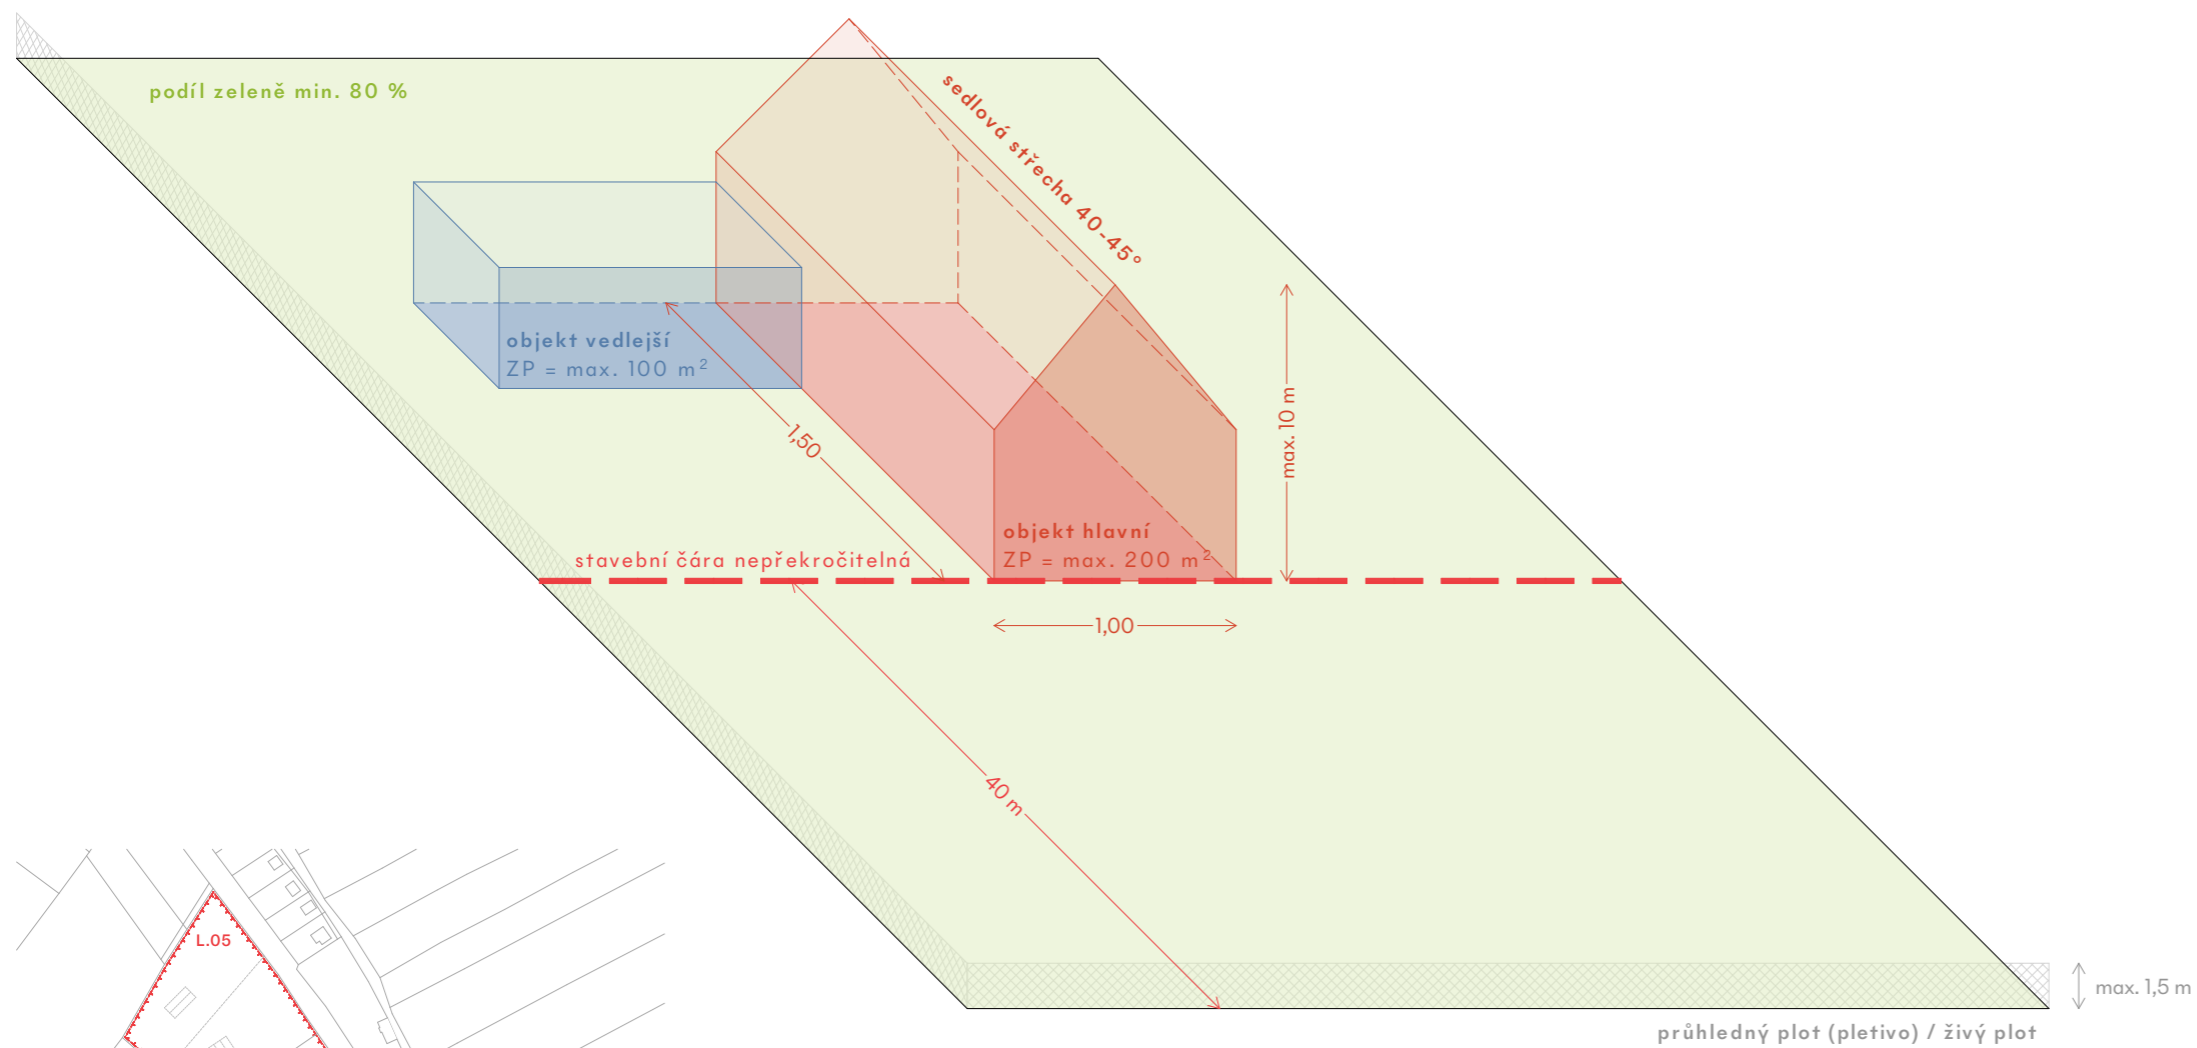 podíl zeleně min. 80 %
sedlová střecha 40-45°
objekt vedlejší
ZP = max. 100 m²
1,50
max. 10 m
objekt hlavní
ZP = max. 200 m²
stavební čára nepřekročitelná
1,00
40 m
L.05
max. 1,5 m
průhledný plot (pletivo) / živý plot